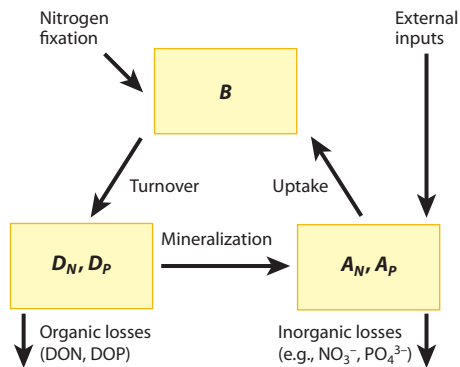 Nitrogen
fixation
External
inputs
B
Turnover
Uptake
Mineralization
D_N, D_P
A_N, A_P
Organic losses
(DON, DOP)
Inorganic losses
(e.g., NO₃⁻, PO₄³⁻)